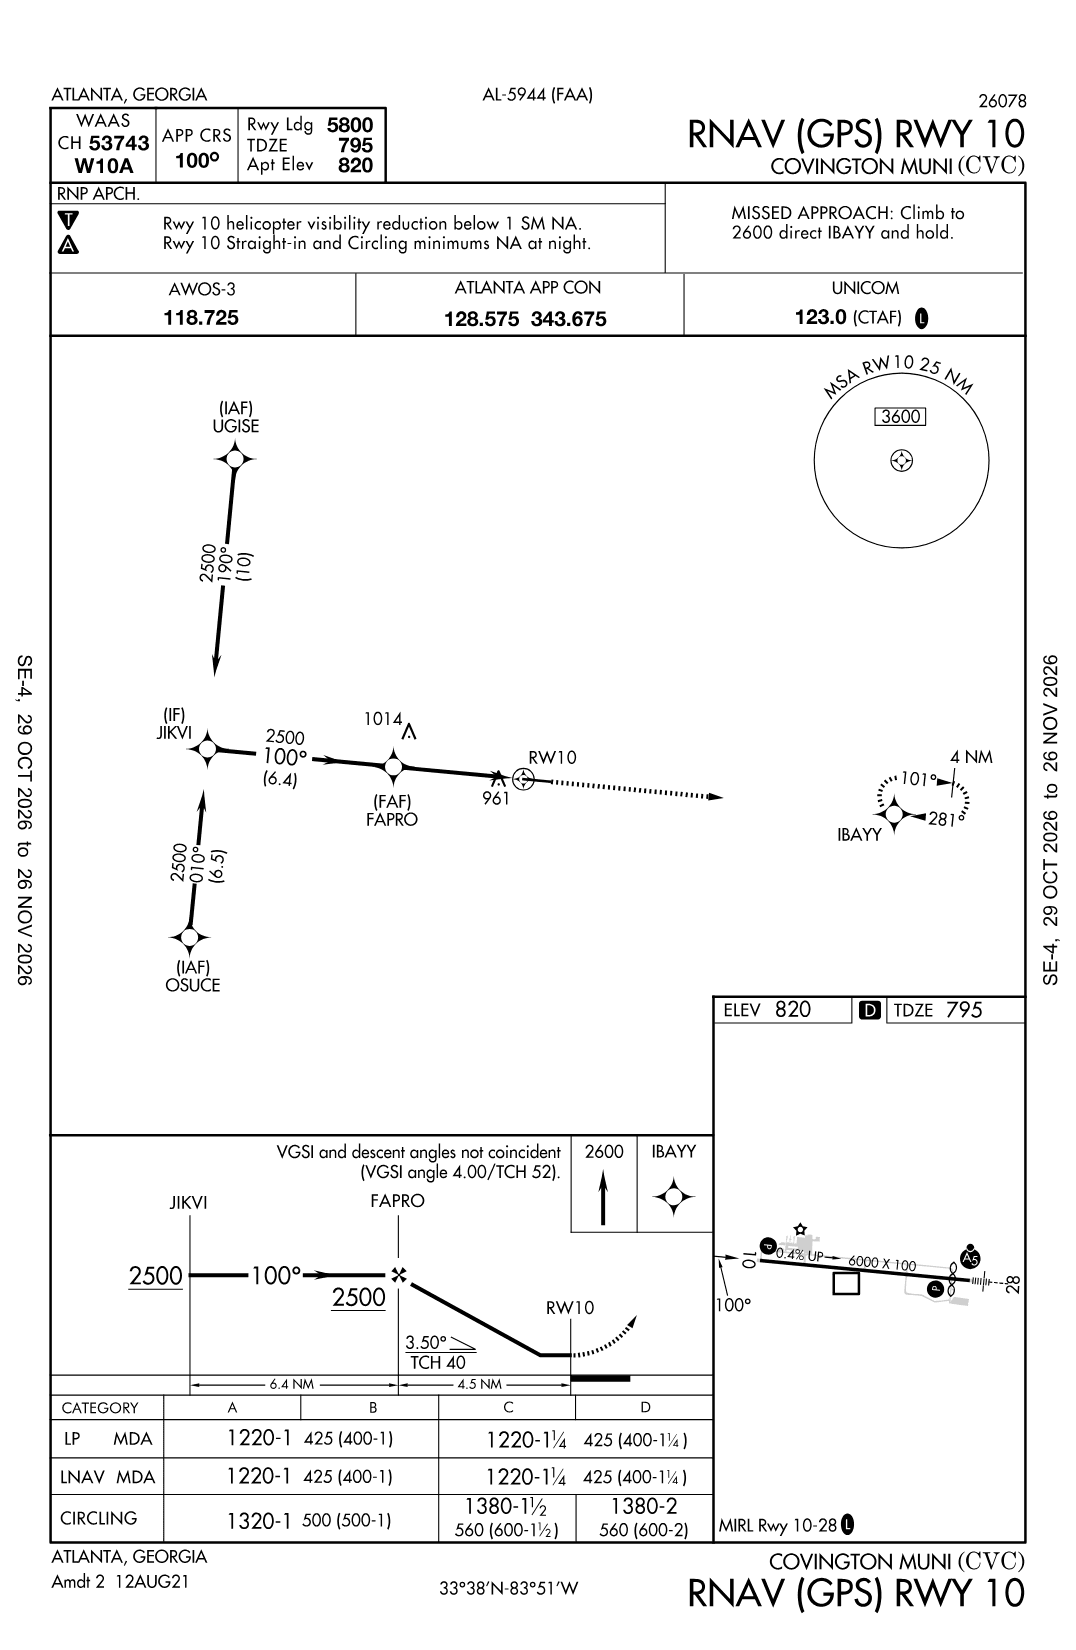 ATLANTA, GEORGIA
AL-5944 (FAA)
26078
WAAS
CH 53743
W10A
APP CRS
100°
Rwy Ldg 5800
TDZE 795
Apt Elev 820
RNAV (GPS) RWY 10
COVINGTON MUNI (CVC)
RNP APCH.
T
A
Rwy 10 helicopter visibility reduction below 1 SM NA.
Rwy 10 Straight-in and Circling minimums NA at night.
MISSED APPROACH: Climb to
2600 direct IBAYY and hold.
AWOS-3
118.725
ATLANTA APP CON
128.575 343.675
UNICOM
123.0 (CTAF) L
MSA RW10 25 NM
3600
(IAF)
UGISE
2500
190°
(10)
(IF)
JIKVI
2500
100°
(6.4)
1014
(FAF)
FAPRO
961
RW10
4 NM
101°
281°
IBAYY
2500
010°
(6.5)
(IAF)
OSUCE
SE-4, 29 OCT 2026 to 26 NOV 2026
SE-4, 29 OCT 2026 to 26 NOV 2026
ELEV 820
D
TDZE 795
P
0.4% UP
6000 X 100
A5
P
10
28
100°
MIRL Rwy 10-28 L
VGSI and descent angles not coincident
(VGSI angle 4.00/TCH 52).
2600
IBAYY
JIKVI
FAPRO
2500
100°
2500
RW10
3.50°
TCH 40
6.4 NM
4.5 NM
CATEGORY A B C D
LP MDA 1220-1 425 (400-1) 1220-1¼ 425 (400-1¼)
LNAV MDA 1220-1 425 (400-1) 1220-1¼ 425 (400-1¼)
CIRCLING 1320-1 500 (500-1) 1380-1½ 1380-2
560 (600-1½) 560 (600-2)
ATLANTA, GEORGIA
Amdt 2 12AUG21
33°38'N-83°51'W
COVINGTON MUNI (CVC)
RNAV (GPS) RWY 10